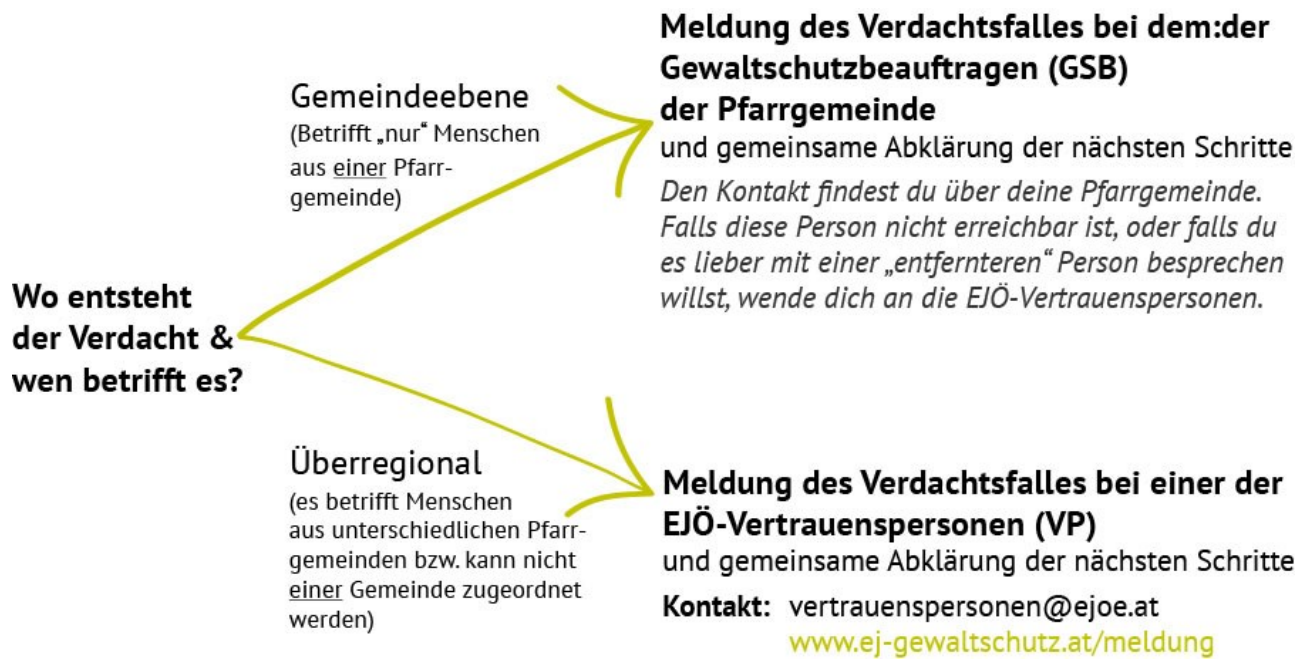 Wo entsteht
der Verdacht &
wen betrifft es?
Gemeindeebene
(Betrifft „nur“ Menschen
aus einer Pfarr-
gemeinde)
Meldung des Verdachtsfalles bei dem:der
Gewaltschutzbeauftragen (GSB)
der Pfarrgemeinde
und gemeinsame Abklärung der nächsten Schritte
Den Kontakt findest du über deine Pfarrgemeinde.
Falls diese Person nicht erreichbar ist, oder falls du
es lieber mit einer „entfernteren“ Person besprechen
willst, wende dich an die EJÖ-Vertrauenspersonen.
Überregional
(es betrifft Menschen
aus unterschiedlichen Pfarr-
gemeinden bzw. kann nicht
einer Gemeinde zugeordnet
werden)
Meldung des Verdachtsfalles bei einer der
EJÖ-Vertrauenspersonen (VP)
und gemeinsame Abklärung der nächsten Schritte
Kontakt: vertrauenspersonen@ejoe.at
www.ej-gewaltschutz.at/meldung